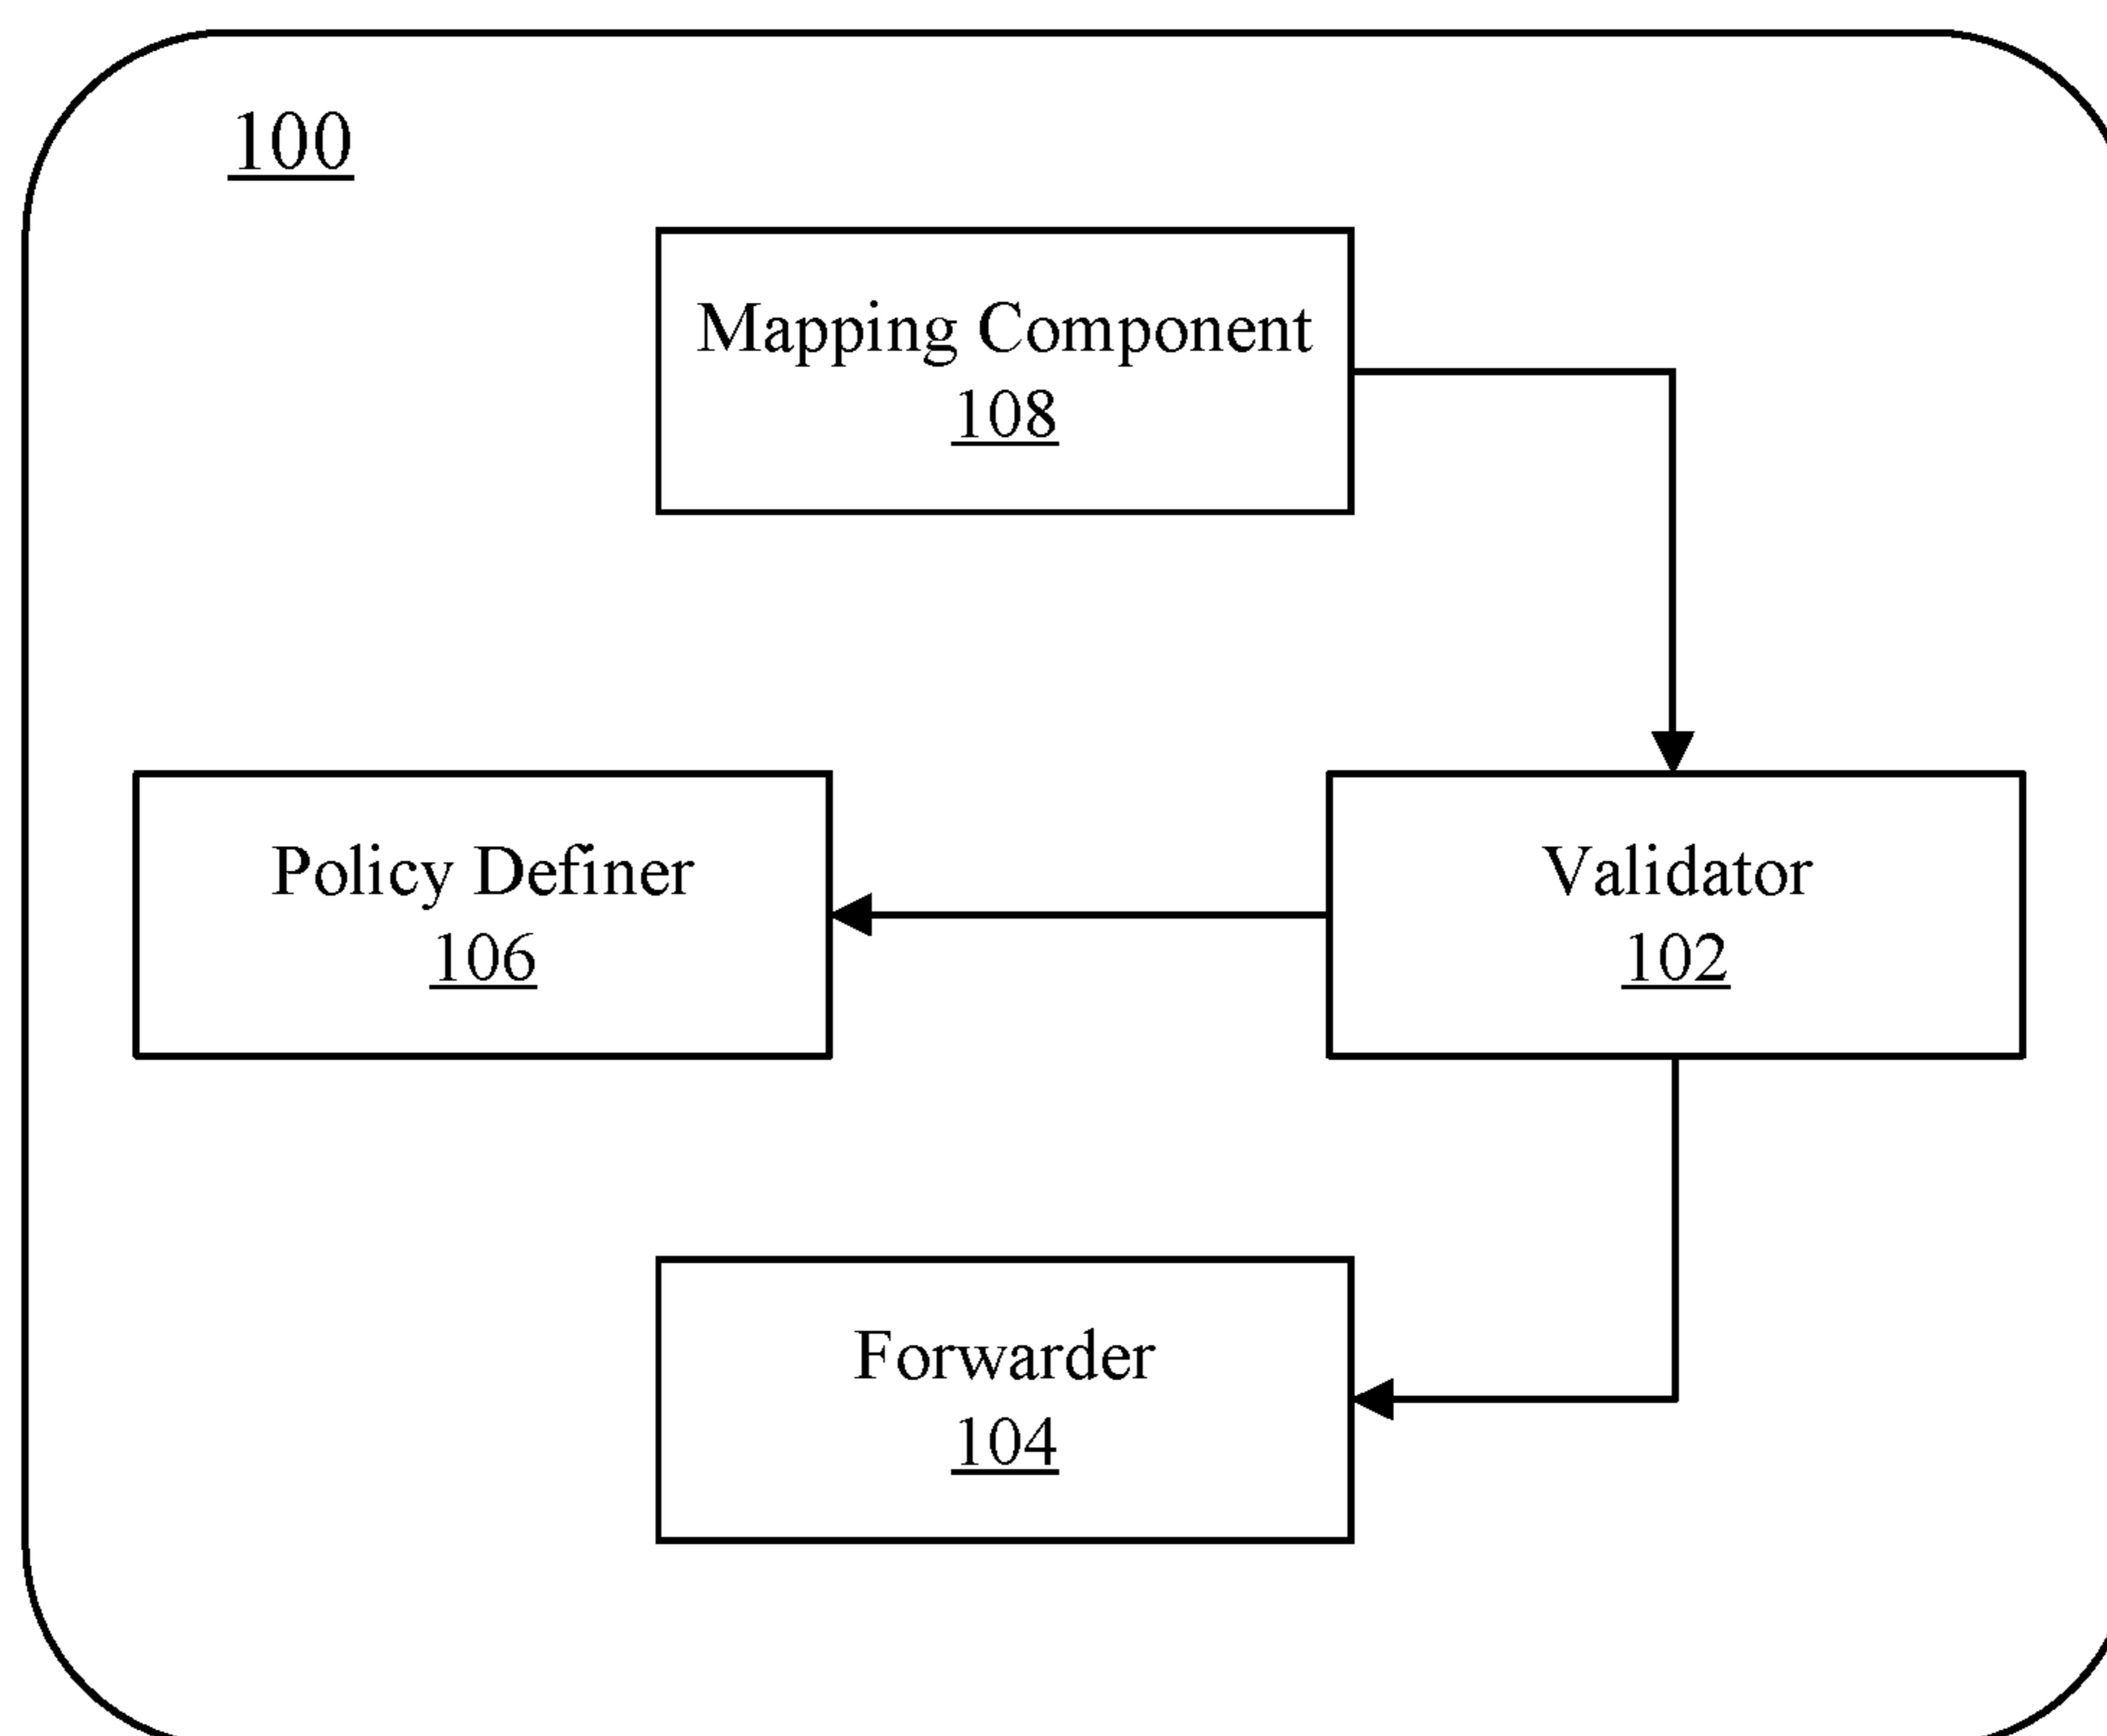 100
Mapping Component
108
Policy Definer
106
Validator
102
Forwarder
104